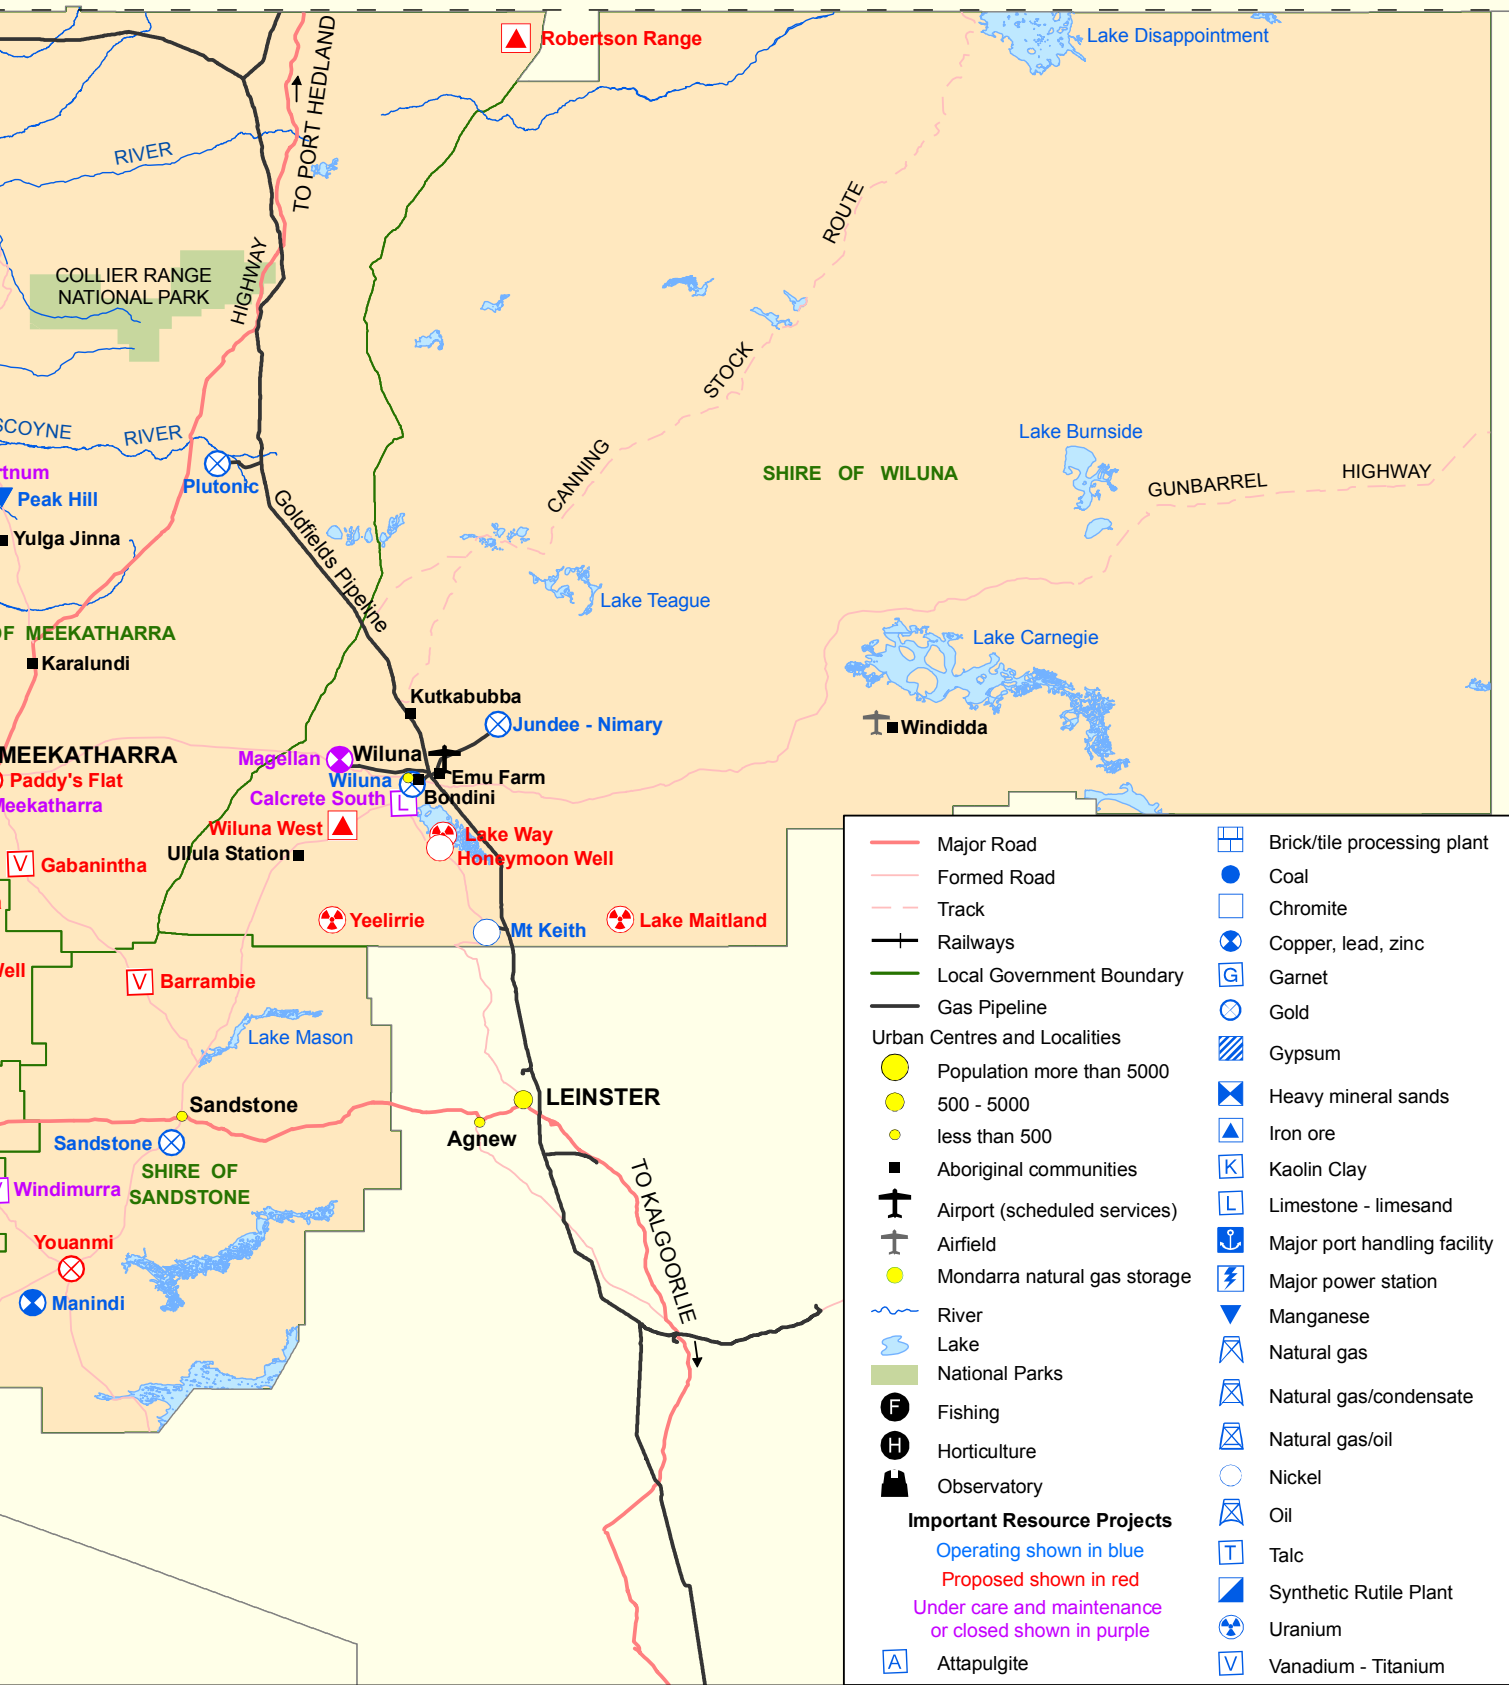 Robertson Range
Lake Disappointment
TO PORT HEDLAND
RIVER
ROUTE
COLLIER RANGE
NATIONAL PARK
HIGHWAY
STOCK
SCOYNE
RIVER
Lake Burnside
CANNING
SHIRE OF WILUNA
GUNBARREL
HIGHWAY
rtnum
Plutonic
Peak Hill
Goldfields Pipeline
Yulga Jinna
Lake Teague
OF MEEKATHARRA
Lake Carnegie
Karalundi
Kutkabubba
Jundee - Nimary
Windidda
MEEKATHARRA
Magellan
Wiluna
Paddy's Flat
Wiluna
Emu Farm
Meekatharra
Calcrete South
L
Bondini
Wiluna West
Lake Way
Ullula Station
Honeymoon Well
V
Gabanintha
Yeelirrie
Lake Maitland
Mt Keith
Well
V
Barrambie
Lake Mason
Sandstone
LEINSTER
Agnew
Sandstone
SHIRE OF
SANDSTONE
TO KALGOORLIE
V
Windimurra
Youanmi
Manindi
Major Road
Formed Road
Track
Railways
Local Government Boundary
Gas Pipeline
Urban Centres and Localities
Population more than 5000
500 - 5000
less than 500
Aboriginal communities
Airport (scheduled services)
Airfield
Mondarra natural gas storage
River
Lake
National Parks
F
Fishing
H
Horticulture
Observatory
Important Resource Projects
Operating shown in blue
Proposed shown in red
Under care and maintenance
or closed shown in purple
A
Attapulgite
Brick/tile processing plant
Coal
Chromite
Copper, lead, zinc
G
Garnet
Gold
Gypsum
Heavy mineral sands
Iron ore
K
Kaolin Clay
L
Limestone - limesand
Major port handling facility
Major power station
Manganese
Natural gas
Natural gas/condensate
Natural gas/oil
Nickel
Oil
T
Talc
Synthetic Rutile Plant
Uranium
V
Vanadium - Titanium